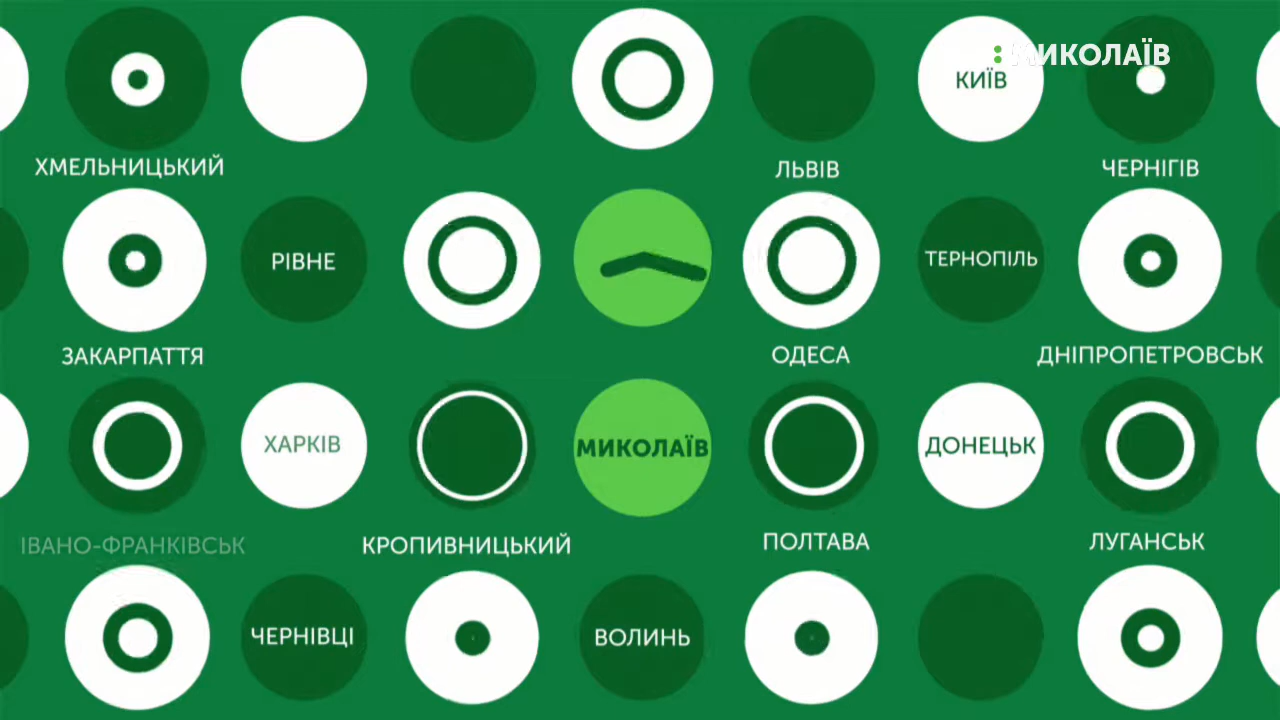 МИКОЛАЇВ
КИЇВ
ХМЕЛЬНИЦЬКИЙ
ЛЬВІВ
ЧЕРНІГІВ
РІВНЕ
ТЕРНОПІЛЬ
ЗАКАРПАТТЯ
ОДЕСА
ДНІПРОПЕТРОВСЬК
ХАРКІВ
МИКОЛАЇВ
ДОНЕЦЬК
ІВАНО-ФРАНКІВСЬК
КРОПИВНИЦЬКИЙ
ПОЛТАВА
ЛУГАНСЬК
ЧЕРНІВЦІ
ВОЛИНЬ